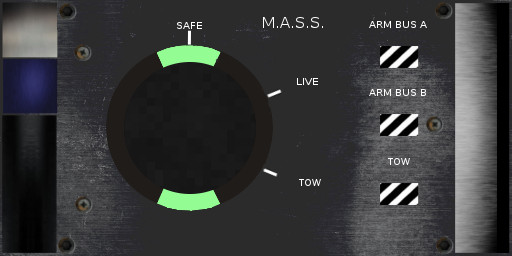 SAFE
M.A.S.S.
LIVE
TOW
ARM BUS A
ARM BUS B
TOW